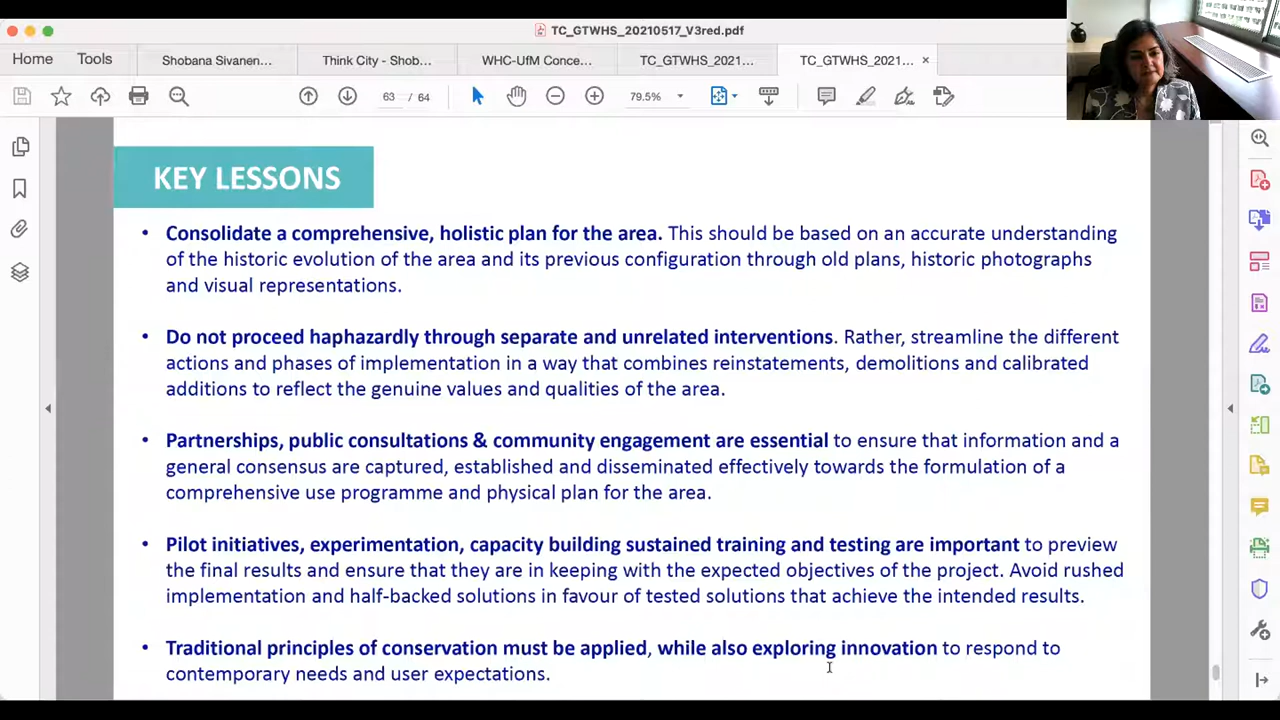 TC_GTWHS_20210517_V3red.pdf
Home Tools Shobana Sivanen... Think City - Shob... WHC-UfM Conce... TC_GTWHS_2021... TC_GTWHS_2021... ×
63 / 64 79.5%
KEY LESSONS
• Consolidate a comprehensive, holistic plan for the area. This should be based on an accurate understanding
of the historic evolution of the area and its previous configuration through old plans, historic photographs
and visual representations.
• Do not proceed haphazardly through separate and unrelated interventions. Rather, streamline the different
actions and phases of implementation in a way that combines reinstatements, demolitions and calibrated
additions to reflect the genuine values and qualities of the area.
• Partnerships, public consultations & community engagement are essential to ensure that information and a
general consensus are captured, established and disseminated effectively towards the formulation of a
comprehensive use programme and physical plan for the area.
• Pilot initiatives, experimentation, capacity building sustained training and testing are important to preview
the final results and ensure that they are in keeping with the expected objectives of the project. Avoid rushed
implementation and half-backed solutions in favour of tested solutions that achieve the intended results.
• Traditional principles of conservation must be applied, while also exploring innovation to respond to
contemporary needs and user expectations.